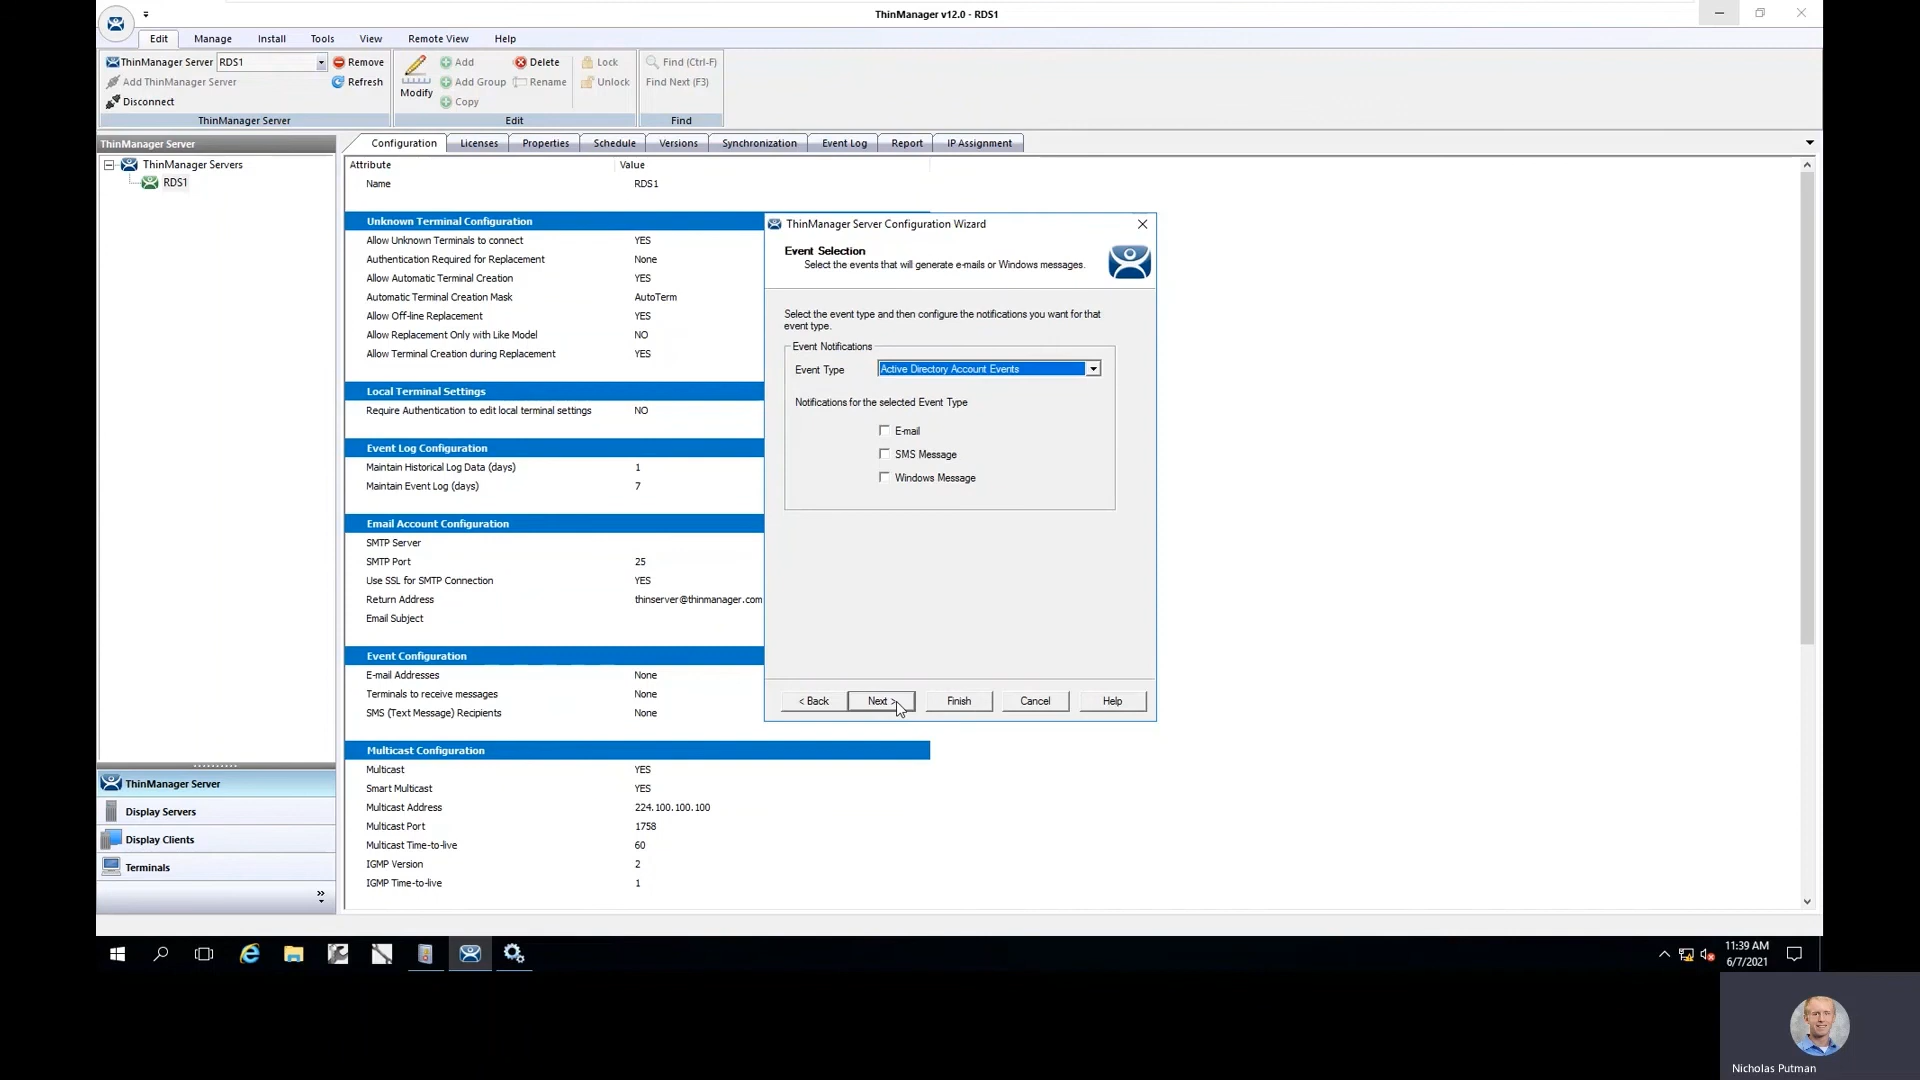 ThinManager v12.0 - RDS1
Edit Manage Install Tools View Remote View Help
ThinManager Server RDS1 Remove
Add ThinManager Server Refresh
Disconnect
ThinManager Server
Modify
Add Delete Lock
Add Group Rename Unlock
Copy
Edit
Find (Ctrl-F)
Find Next (F3)
Find
ThinManager Server
ThinManager Servers
RDS1
Configuration Licenses Properties Schedule Versions Synchronization Event Log Report IP Assignment
Attribute Value
Name RDS1
Unknown Terminal Configuration
Allow Unknown Terminals to connect YES
Authentication Required for Replacement None
Allow Automatic Terminal Creation YES
Automatic Terminal Creation Mask AutoTerm
Allow Off-line Replacement YES
Allow Replacement Only with Like Model NO
Allow Terminal Creation during Replacement YES
Local Terminal Settings
Require Authentication to edit local terminal settings NO
Event Log Configuration
Maintain Historical Log Data (days) 1
Maintain Event Log (days) 7
Email Account Configuration
SMTP Server
SMTP Port 25
Use SSL for SMTP Connection YES
Return Address thinserver@thinmanager.com
Email Subject
Event Configuration
E-mail Addresses None
Terminals to receive messages None
SMS (Text Message) Recipients None
Multicast Configuration
Multicast YES
Smart Multicast YES
Multicast Address 224.100.100.100
Multicast Port 1758
Multicast Time-to-live 60
IGMP Version 2
IGMP Time-to-live 1
ThinManager Server Configuration Wizard
Event Selection
Select the events that will generate e-mails or Windows messages.
Select the event type and then configure the notifications you want for that
event type.
Event Notifications
Event Type Active Directory Account Events
Notifications for the selected Event Type
E-mail
SMS Message
Windows Message
< Back Next > Finish Cancel Help
ThinManager Server
Display Servers
Display Clients
Terminals
11:39 AM
6/7/2021
Nicholas Putman